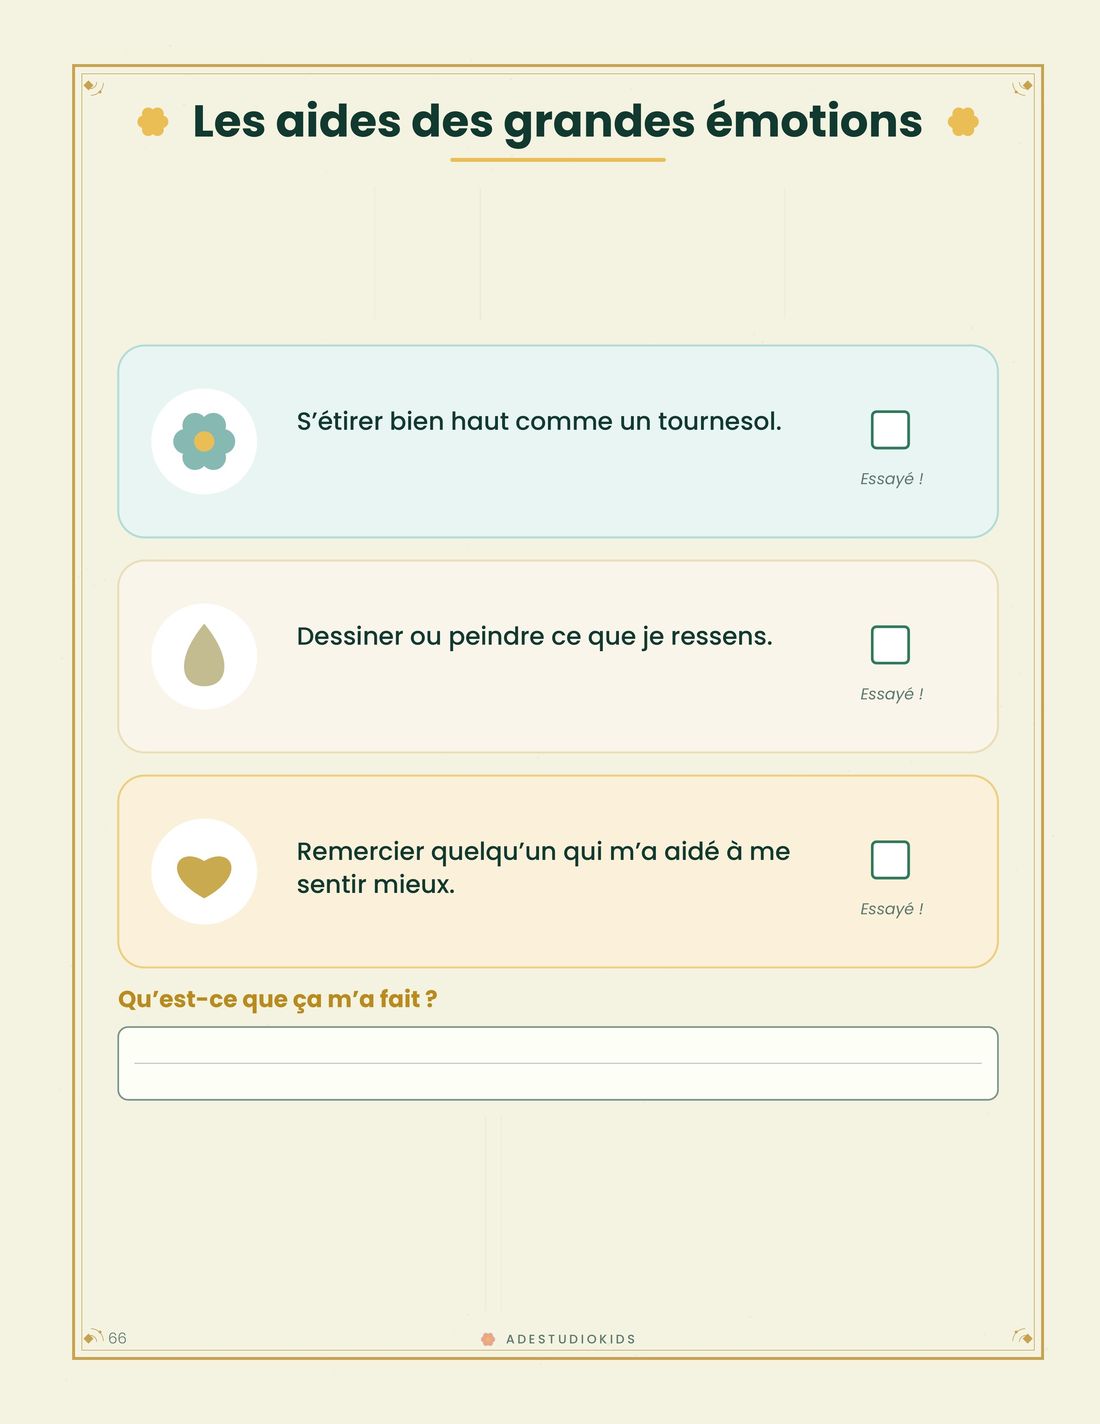 Les aides des grandes émotions
S’étirer bien haut comme un tournesol.
Essayé !
Dessiner ou peindre ce que je ressens.
Essayé !
Remercier quelqu’un qui m’a aidé à me
sentir mieux.
Essayé !
Qu’est-ce que ça m’a fait ?
66
ADESTUDIOKIDS